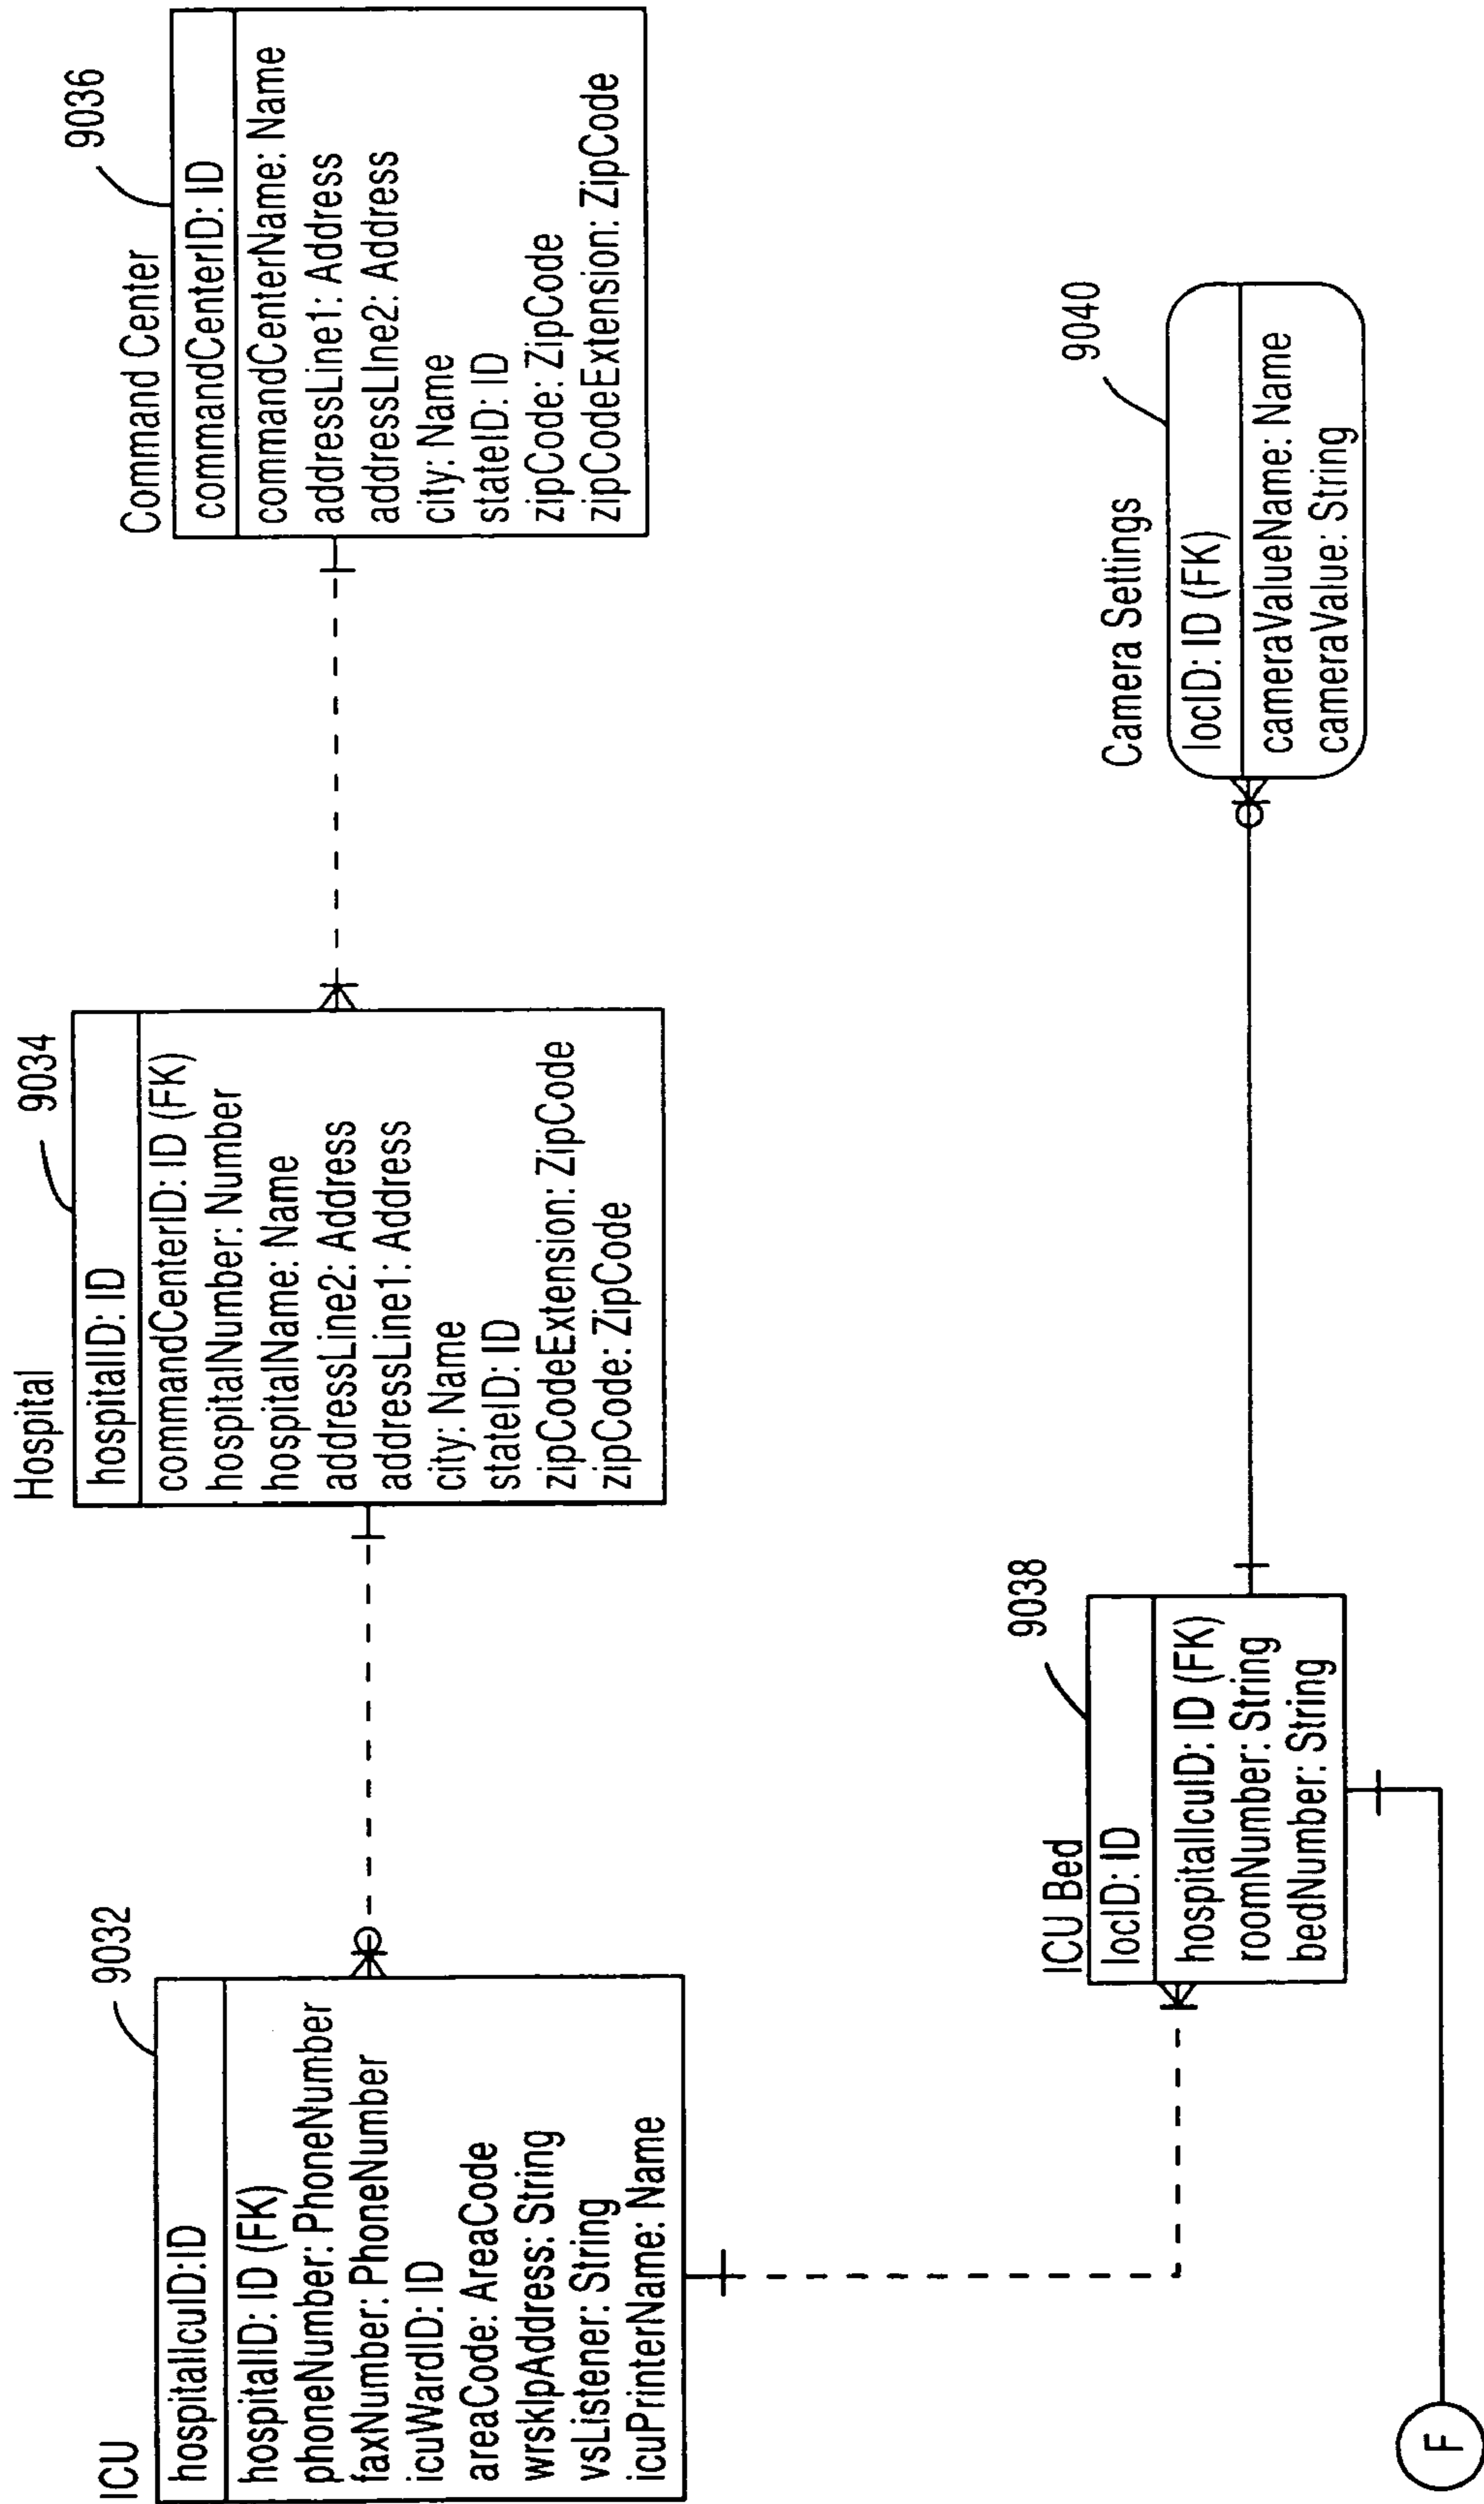 ICU
9032
hospitalIcuID:ID
hospitalID: ID (FK)
phoneNumber: PhoneNumber
faxNumber: PhoneNumber
icuWardID: ID
areaCode: AreaCode
wrskIpAddress: String
vsListener: String
icuPrinterName: Name
Hospital
9034
hospitalID: ID
commandCenterID: ID (FK)
hospitalNumber: Number
hospitalName: Name
addressLine2: Address
addressLine1: Address
city: Name
stateID: ID
zipCodeExtension: ZipCode
zipCode: ZipCode
Command Center
9036
commandCenterID: ID
commandCenterName: Name
addressLine1: Address
addressLine2: Address
city: Name
stateID: ID
zipCode: ZipCode
zipCodeExtension: ZipCode
ICU Bed
9038
locID: ID
hospitalIcuID: ID (FK)
roomNumber: String
bedNumber: String
Camera Settings
9040
locID: ID (FK)
cameraValueName: Name
cameraValue: String
F